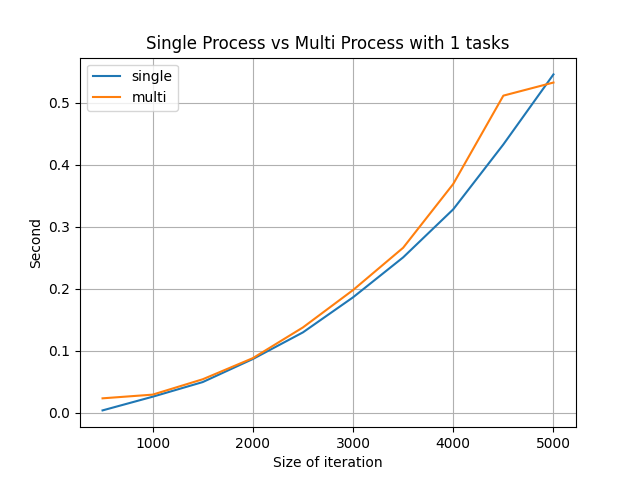 Single Process vs Multi Process with 1 tasks
single
multi
0.5
0.4
0.3
0.2
0.1
0.0
Second
1000 2000 3000 4000 5000
Size of iteration